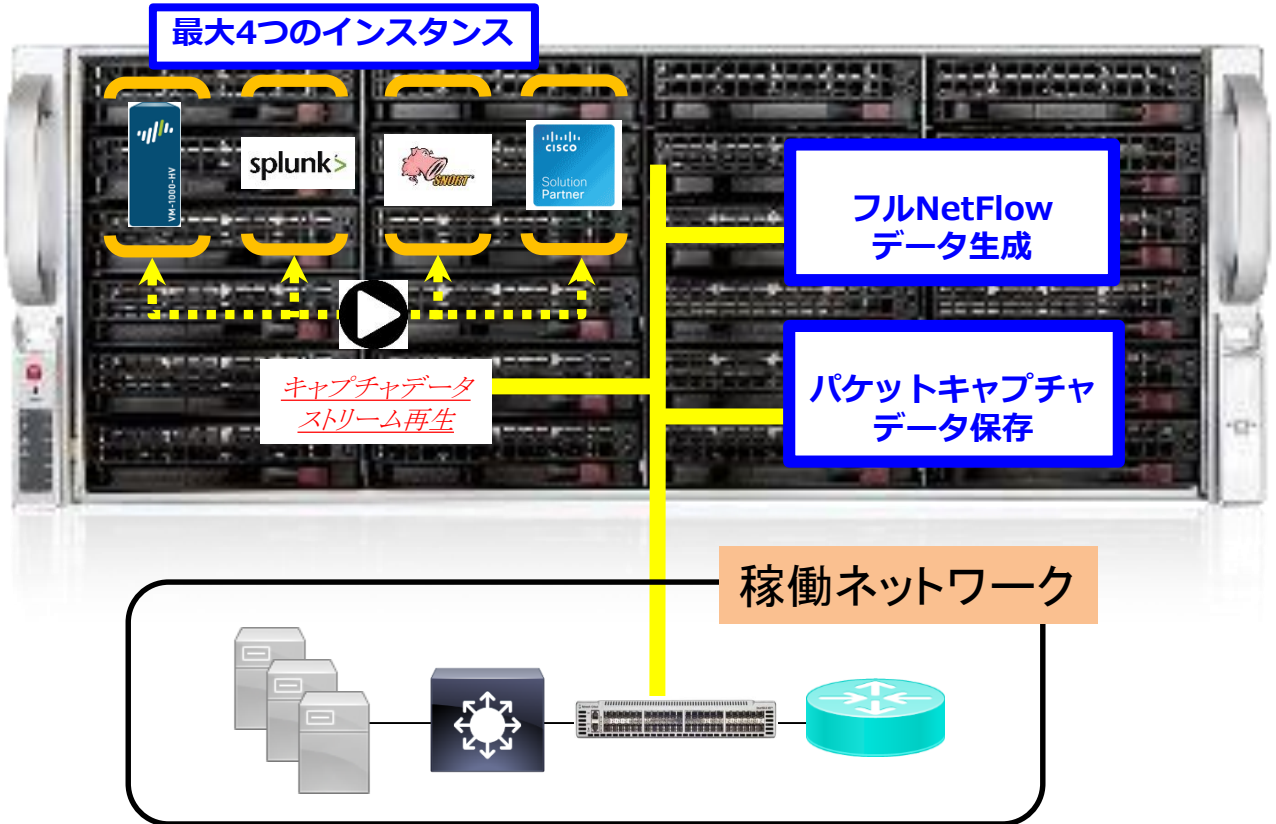 最大4つのインスタンス
VM-1000-HV
splunk>
SNORT
CISCO
Solution
Partner
フルNetFlow
データ生成
キャプチャデータ
ストリーム再生
パケットキャプチャ
データ保存
稼働ネットワーク